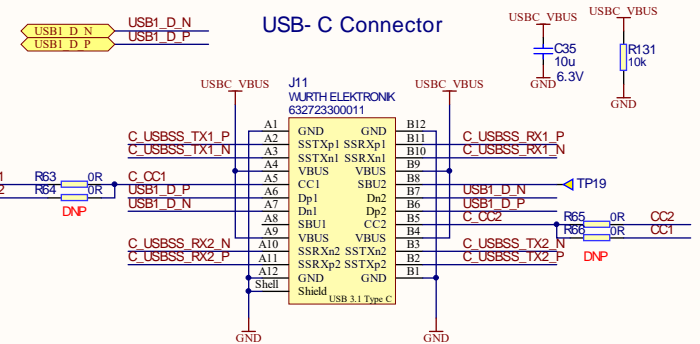 USB- C Connector
USB1_D_N
USB1_D_P
USB1_D_N
USB1_D_P
USBC_VBUS
C35
10u
6.3V
GND
USBC_VBUS
R131
10k
GND
USBC_VBUS
J11
WURTH ELEKTRONIK
632723300011
USBC_VBUS
A1 GND GND B12
C_USBSS_TX1_P A2 SSTXp1 SSRXp1 B11 C_USBSS_RX1_P
C_USBSS_TX1_N A3 SSTXn1 SSRXn1 B10 C_USBSS_RX1_N
A4 VBUS VBUS B9
R63 0R C_CC1 A5 CC1 SBU2 B8 TP19
R64 0R USB1_D_P A6 Dp1 Dn2 B7 USB1_D_N
DNP USB1_D_N A7 Dn1 Dp2 B6 USB1_D_P
A8 SBU1 CC2 B5 C_CC2 R65 0R CC2
A9 VBUS VBUS B4 R66 0R CC1
C_USBSS_RX2_N A10 SSRXn2 SSTXn2 B3 C_USBSS_TX2_N
C_USBSS_RX2_P A11 SSRXp2 SSTXp2 B2 C_USBSS_TX2_P DNP
A12 GND GND B1
Shell Shield
USB 3.1 Type C
GND
GND